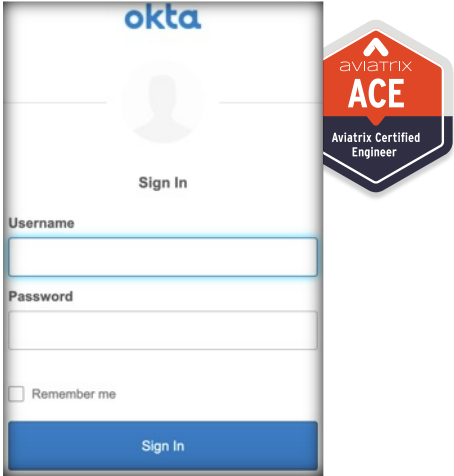 okta
Sign In
Username
Password
Remember me
Sign In
aviatrix
ACE
Aviatrix Certified
Engineer